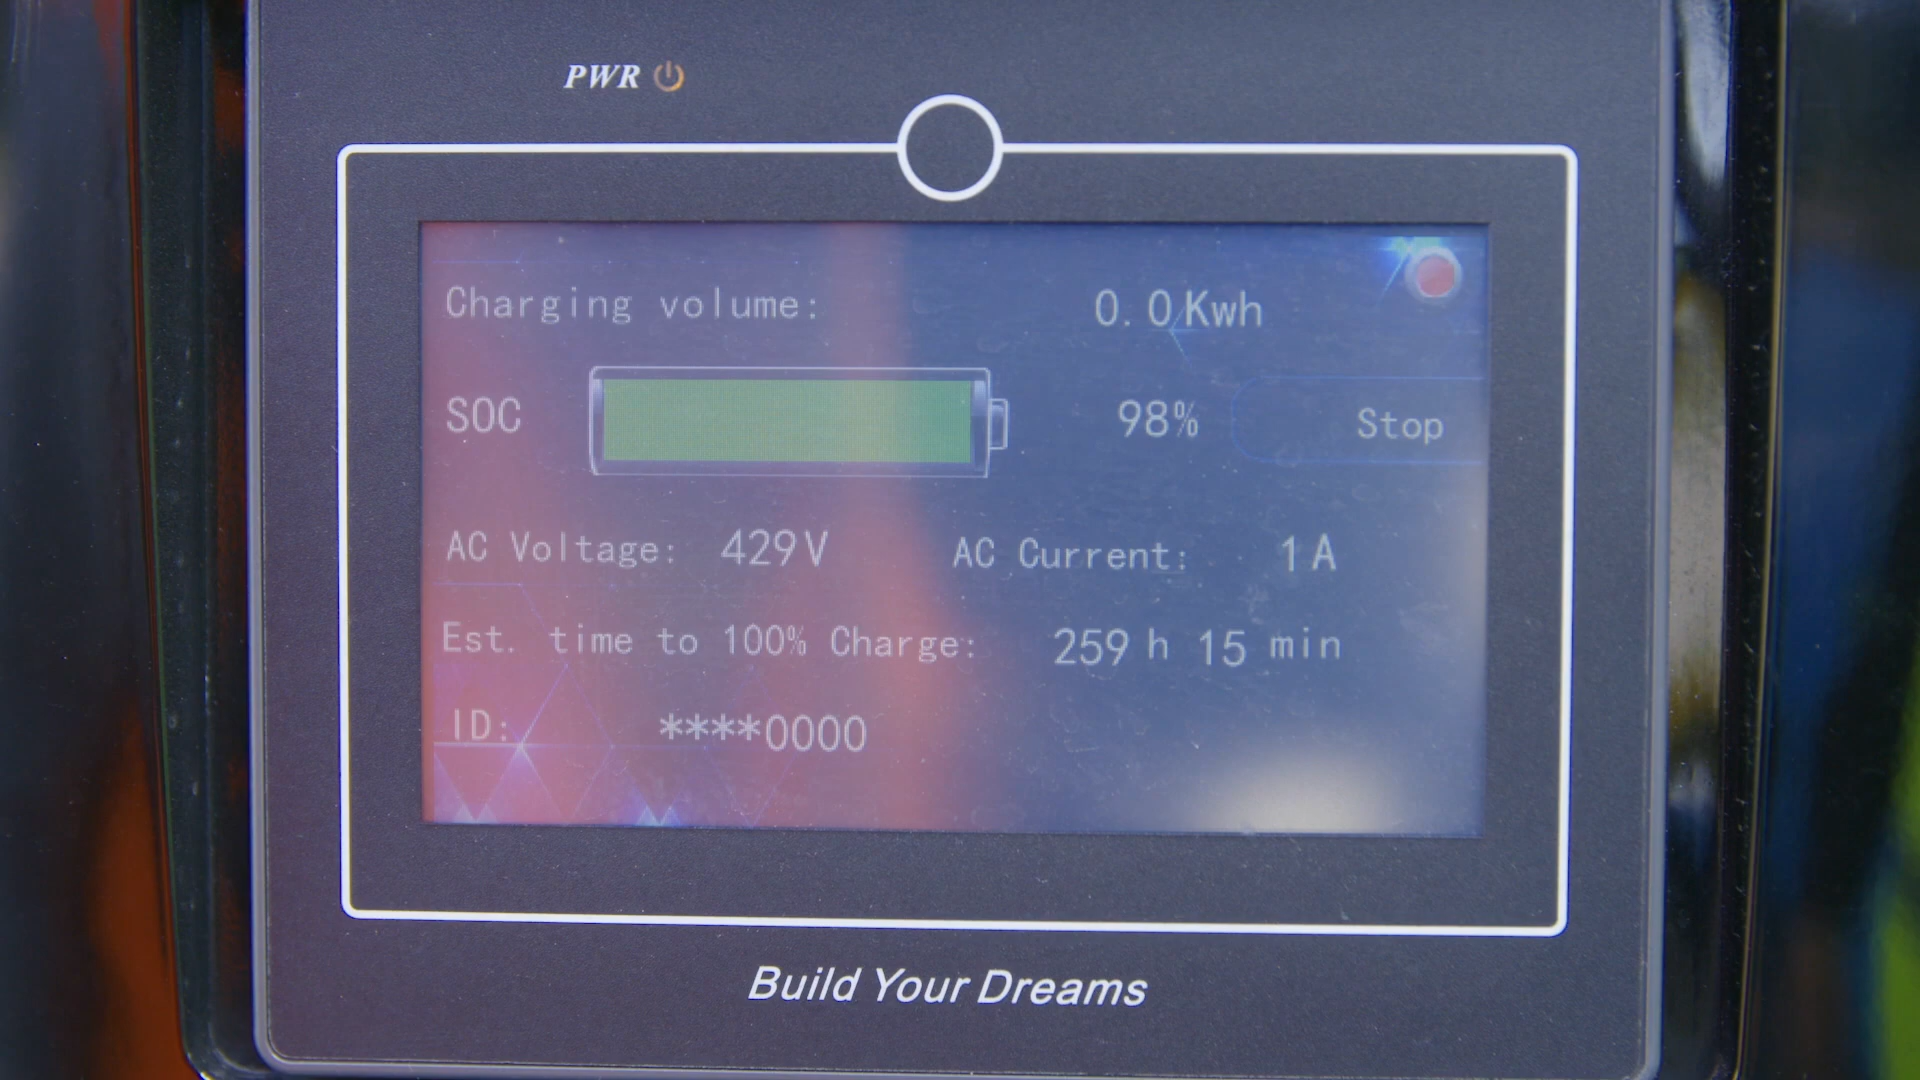 PWR
Charging volume: 0.0Kwh
SOC 98% Stop
AC Voltage: 429V AC Current: 1A
Est. time to 100% Charge: 259 h 15 min
ID: ****0000
Build Your Dreams